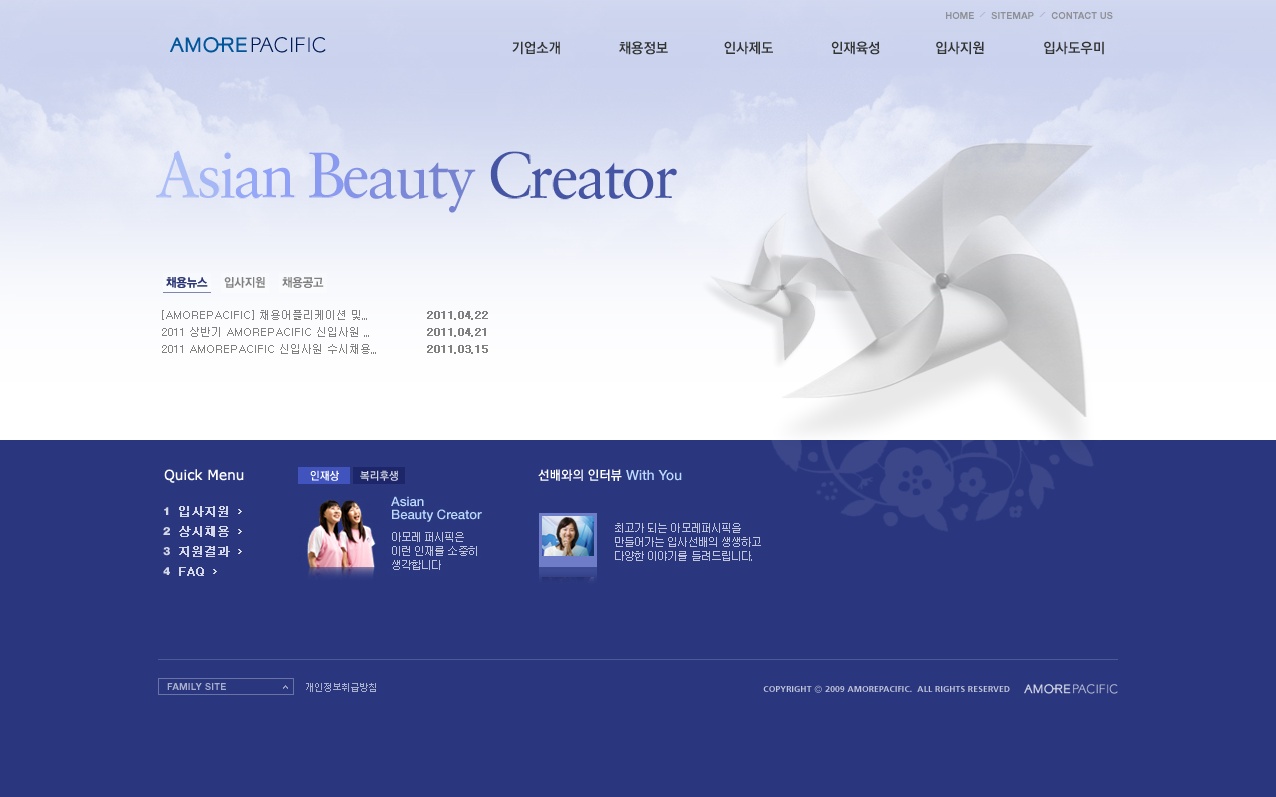 HOME / SITEMAP / CONTACT US
AMOREPACIFIC
기업소개 채용정보 인사제도 인재육성 입사지원 입사도우미
Asian Beauty Creator
채용뉴스 입사지원 채용공고
[AMOREPACIFIC] 채용어플리케이션 및... 2011.04.22
2011 상반기 AMOREPACIFIC 신입사원 ... 2011.04.21
2011 AMOREPACIFIC 신입사원 수시채용... 2011.03.15
Quick Menu
1 입사지원 >
2 상시채용 >
3 지원결과 >
4 FAQ >
인재상 복리후생
Asian
Beauty Creator
아모레 퍼시픽은
이런 인재를 소중히
생각합니다
선배와의 인터뷰 With You
최고가 되는 아모레퍼시픽을
만들어가는 입사선배의 생생하고
다양한 이야기를 들려드립니다.
FAMILY SITE
개인정보취급방침
COPYRIGHT © 2009 AMOREPACIFIC. ALL RIGHTS RESERVED
AMOREPACIFIC